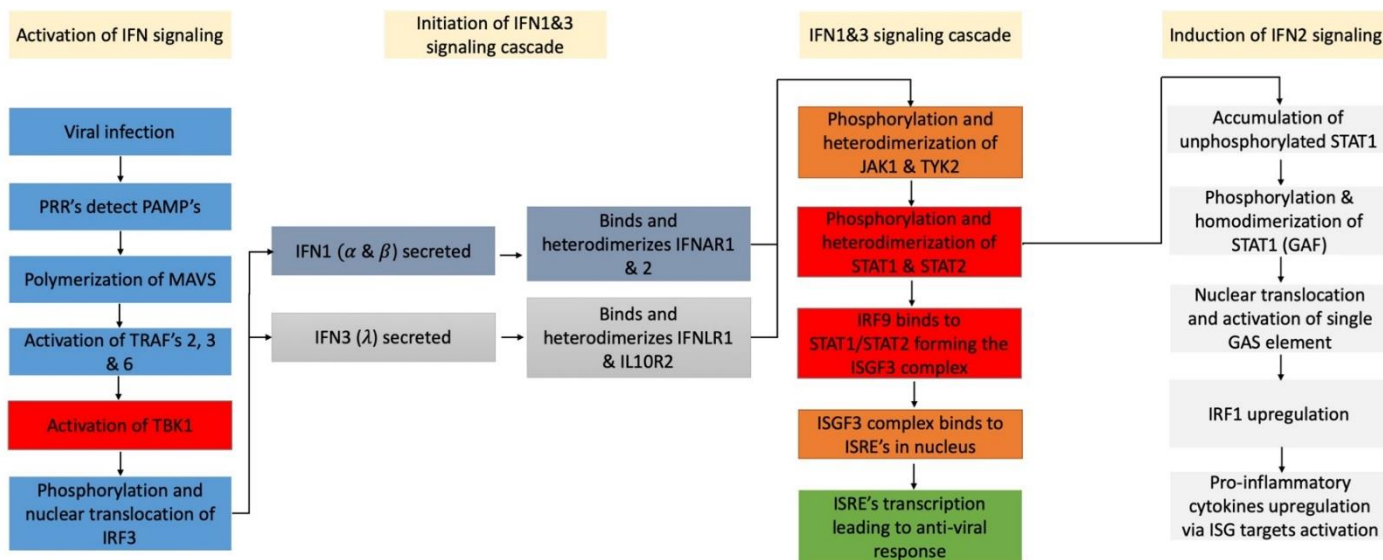 Activation of IFN signaling
Initiation of IFN1&3
signaling cascade
IFN1&3 signaling cascade
Induction of IFN2 signaling
Viral infection
PRR's detect PAMP's
Polymerization of MAVS
Activation of TRAF's 2, 3
& 6
Activation of TBK1
Phosphorylation and
nuclear translocation of
IRF3
IFN1 (α & β) secreted
Binds and
heterodimerizes IFNAR1
& 2
IFN3 (λ) secreted
Binds and
heterodimerizes IFNLR1
& IL10R2
Phosphorylation and
heterodimerization of
JAK1 & TYK2
Phosphorylation and
heterodimerization of
STAT1 & STAT2
IRF9 binds to
STAT1/STAT2 forming the
ISGF3 complex
ISGF3 complex binds to
ISRE's in nucleus
ISRE's transcription
leading to anti-viral
response
Accumulation of
unphosphorylated STAT1
Phosphorylation &
homodimerization of
STAT1 (GAF)
Nuclear translocation
and activation of single
GAS element
IRF1 upregulation
Pro-inflammatory
cytokines upregulation
via ISG targets activation